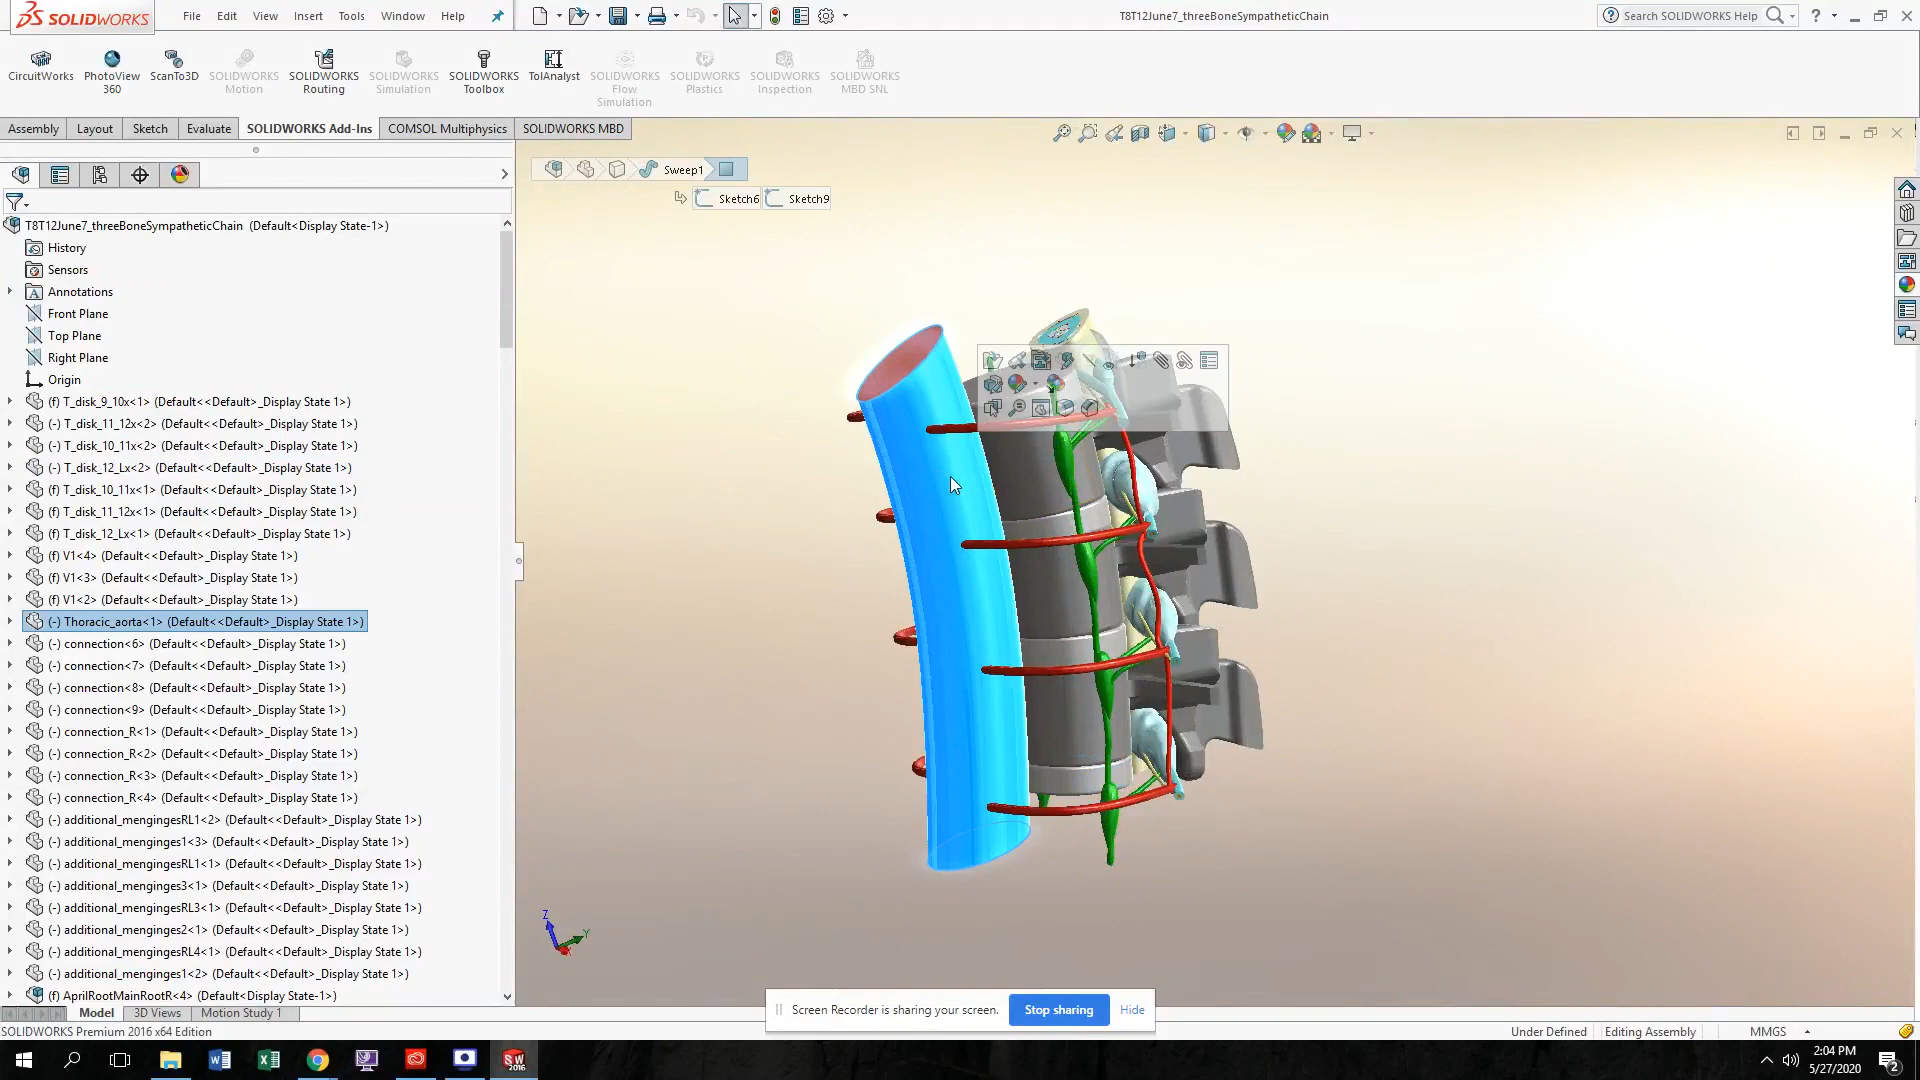 SOLIDWORKS
File Edit View Insert Tools Window Help
T8T12June7_threeBoneSympatheticChain
Search SOLIDWORKS Help
CircuitWorks
PhotoView 360
ScanTo3D
SOLIDWORKS Motion
SOLIDWORKS Routing
SOLIDWORKS Simulation
SOLIDWORKS Toolbox
TolAnalyst
SOLIDWORKS Flow Simulation
SOLIDWORKS Plastics
SOLIDWORKS Inspection
SOLIDWORKS MBD SNL
Assembly Layout Sketch Evaluate SOLIDWORKS Add-Ins COMSOL Multiphysics SOLIDWORKS MBD
Sweep1
Sketch6 Sketch9
T8T12June7_threeBoneSympatheticChain (Default<Display State-1>)
History
Sensors
Annotations
Front Plane
Top Plane
Right Plane
Origin
(f) T_disk_9_10x<1> (Default<<Default>_Display State 1>)
(-) T_disk_11_12x<2> (Default<<Default>_Display State 1>)
(-) T_disk_10_11x<2> (Default<<Default>_Display State 1>)
(-) T_disk_12_Lx<2> (Default<<Default>_Display State 1>)
(f) T_disk_10_11x<1> (Default<<Default>_Display State 1>)
(f) T_disk_11_12x<1> (Default<<Default>_Display State 1>)
(f) T_disk_12_Lx<1> (Default<<Default>_Display State 1>)
(f) V1<4> (Default<<Default>_Display State 1>)
(f) V1<3> (Default<<Default>_Display State 1>)
(f) V1<2> (Default<<Default>_Display State 1>)
(-) Thoracic_aorta<1> (Default<<Default>_Display State 1>)
(-) connection<6> (Default<<Default>_Display State 1>)
(-) connection<7> (Default<<Default>_Display State 1>)
(-) connection<8> (Default<<Default>_Display State 1>)
(-) connection<9> (Default<<Default>_Display State 1>)
(-) connection_R<1> (Default<<Default>_Display State 1>)
(-) connection_R<2> (Default<<Default>_Display State 1>)
(-) connection_R<3> (Default<<Default>_Display State 1>)
(-) connection_R<4> (Default<<Default>_Display State 1>)
(-) additional_mengingesRL1<2> (Default<<Default>_Display State 1>)
(-) additional_menginges1<3> (Default<<Default>_Display State 1>)
(-) additional_mengingesRL1<1> (Default<<Default>_Display State 1>)
(-) additional_menginges3<1> (Default<<Default>_Display State 1>)
(-) additional_mengingesRL3<1> (Default<<Default>_Display State 1>)
(-) additional_menginges2<1> (Default<<Default>_Display State 1>)
(-) additional_mengingesRL4<1> (Default<<Default>_Display State 1>)
(-) additional_menginges1<2> (Default<<Default>_Display State 1>)
(f) AprilRootMainRootR<4> (Default<Display State-1>)
Z
Y
Screen Recorder is sharing your screen. Stop sharing Hide
Model 3D Views Motion Study 1
SOLIDWORKS Premium 2016 x64 Edition
Under Defined Editing Assembly MMGS
2:04 PM
5/27/2020
2